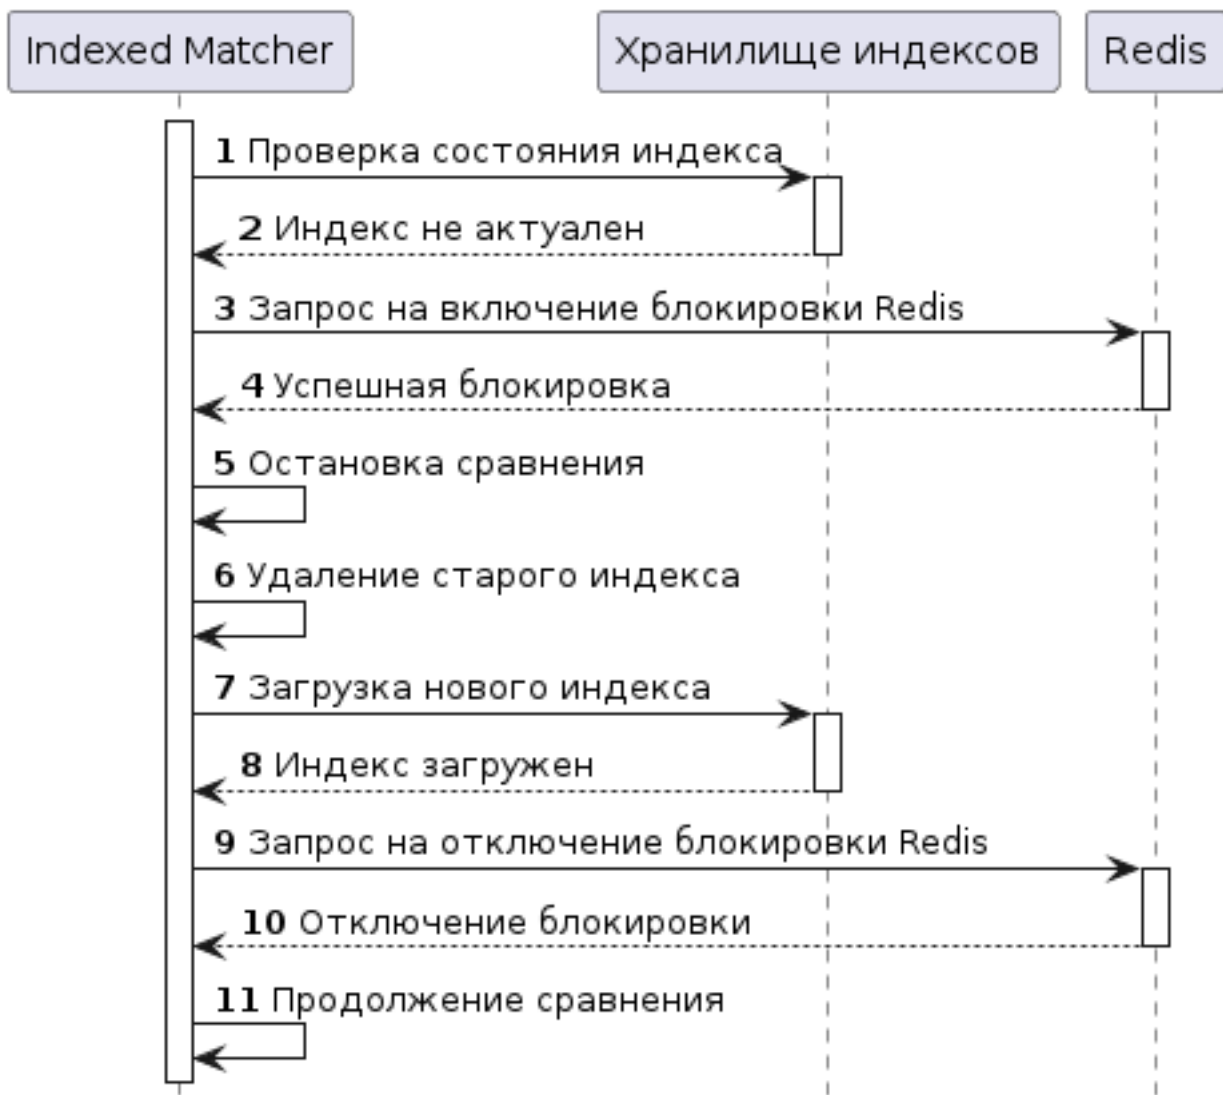 Indexed Matcher
Хранилище индексов
Redis
1 Проверка состояния индекса
2 Индекс не актуален
3 Запрос на включение блокировки Redis
4 Успешная блокировка
5 Остановка сравнения
6 Удаление старого индекса
7 Загрузка нового индекса
8 Индекс загружен
9 Запрос на отключение блокировки Redis
10 Отключение блокировки
11 Продолжение сравнения